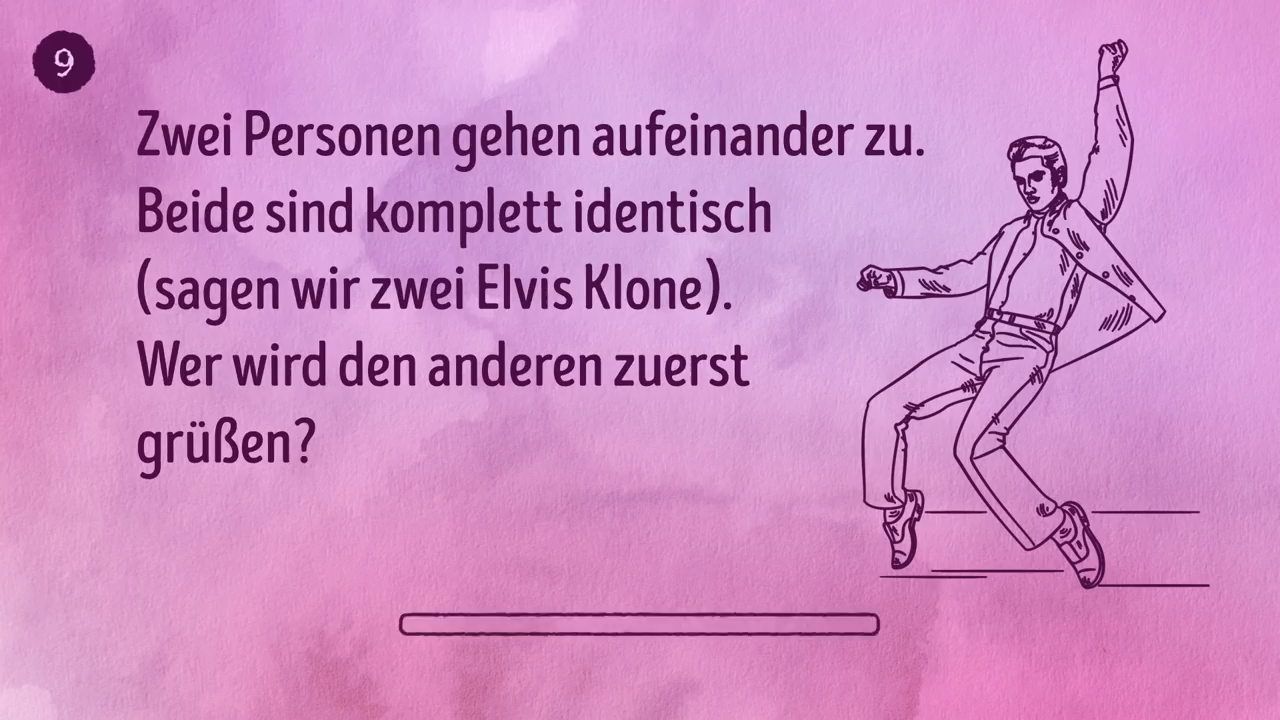 9
Zwei Personen gehen aufeinander zu.
Beide sind komplett identisch
(sagen wir zwei Elvis Klone).
Wer wird den anderen zuerst
grüßen?